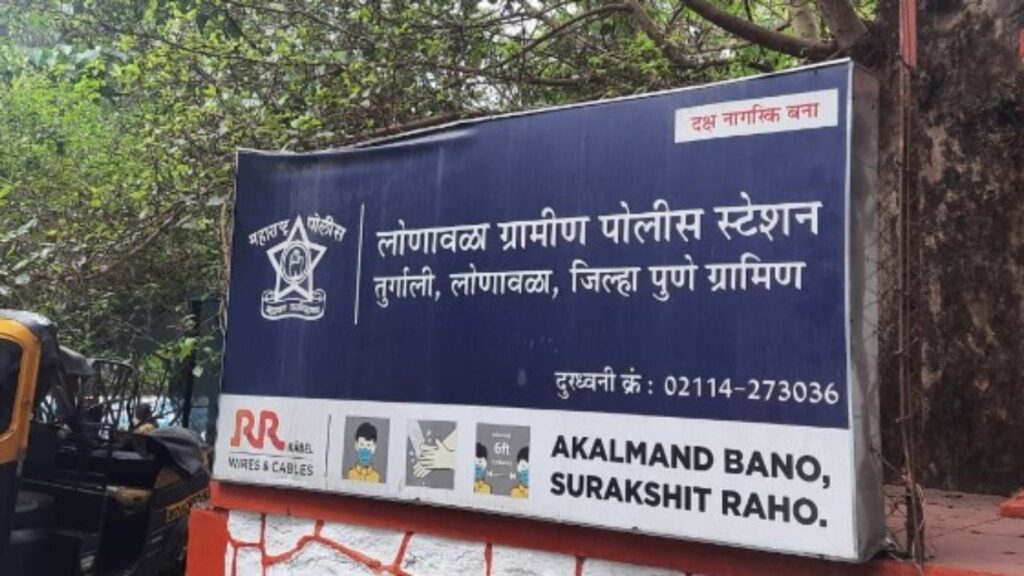 दक्ष नागरिक बना
महाराष्ट्र पोलीस
लोणावळा ग्रामीण पोलीस स्टेशन
तुर्गाली, लोणावळा, जिल्हा पुणे ग्रामिण
दुरध्वनी क्रं : 02114-273036
RR
KABEL
WIRES & CABLES
6ft
AKALMAND BANO,
SURAKSHIT RAHO.